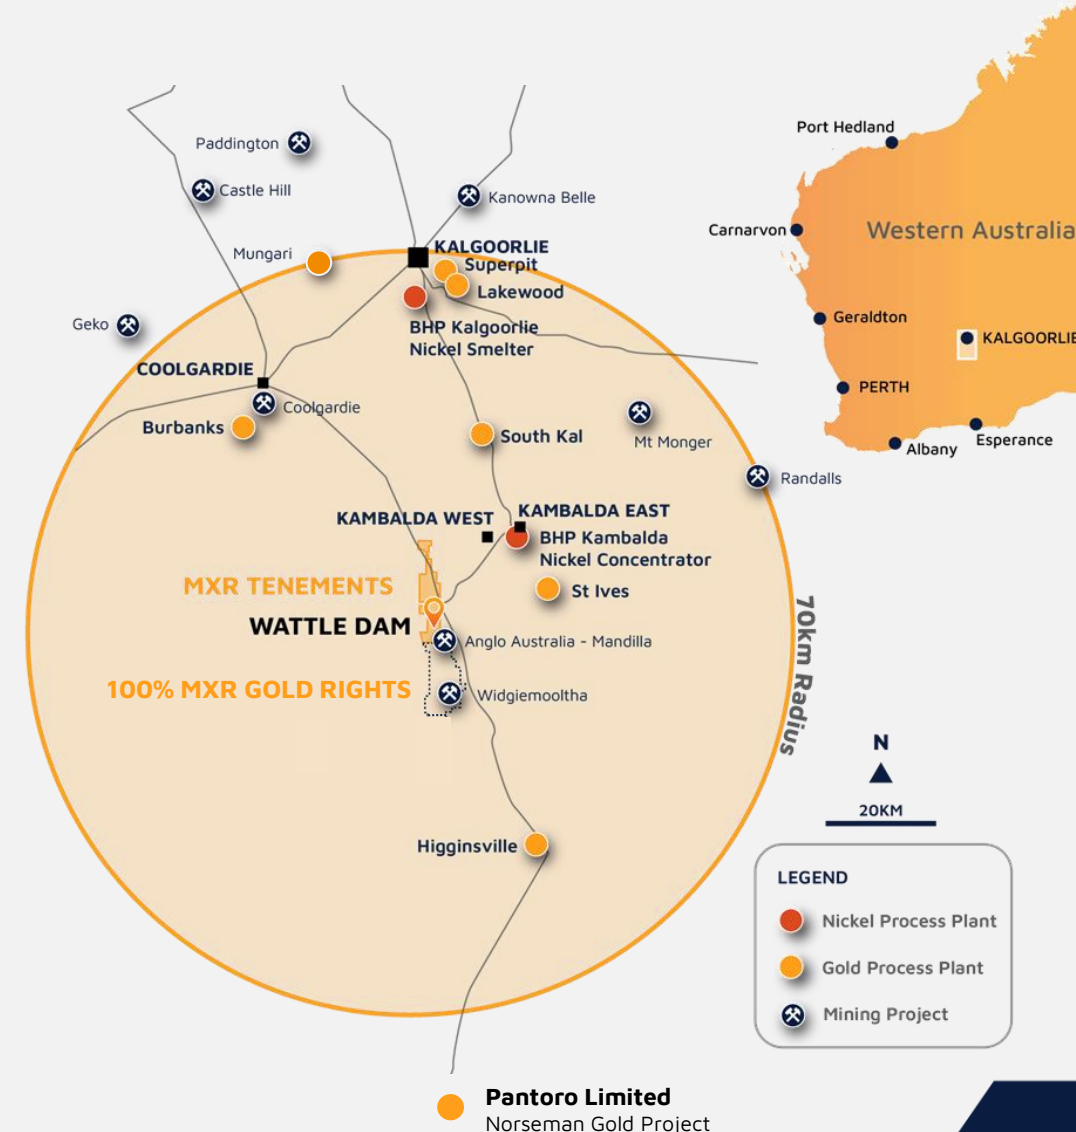 Port Hedland
Paddington
Castle Hill
Kanowna Belle
Carnarvon
Western Australia
KALGOORLIE
Mungari
Superpit
Lakewood
Geraldton
Geko
BHP Kalgoorlie
Nickel Smelter
KALGOORLIE
COOLGARDIE
PERTH
Coolgardie
Burbanks
South Kal
Mt Monger
Esperance
Albany
Randalls
KAMBALDA EAST
KAMBALDA WEST
BHP Kambalda
Nickel Concentrator
MXR TENEMENTS
St Ives
WATTLE DAM
Anglo Australia - Mandilla
70km Radius
100% MXR GOLD RIGHTS
Widgiemooltha
N
20KM
Higginsville
LEGEND
Nickel Process Plant
Gold Process Plant
Mining Project
Pantoro Limited
Norseman Gold Project